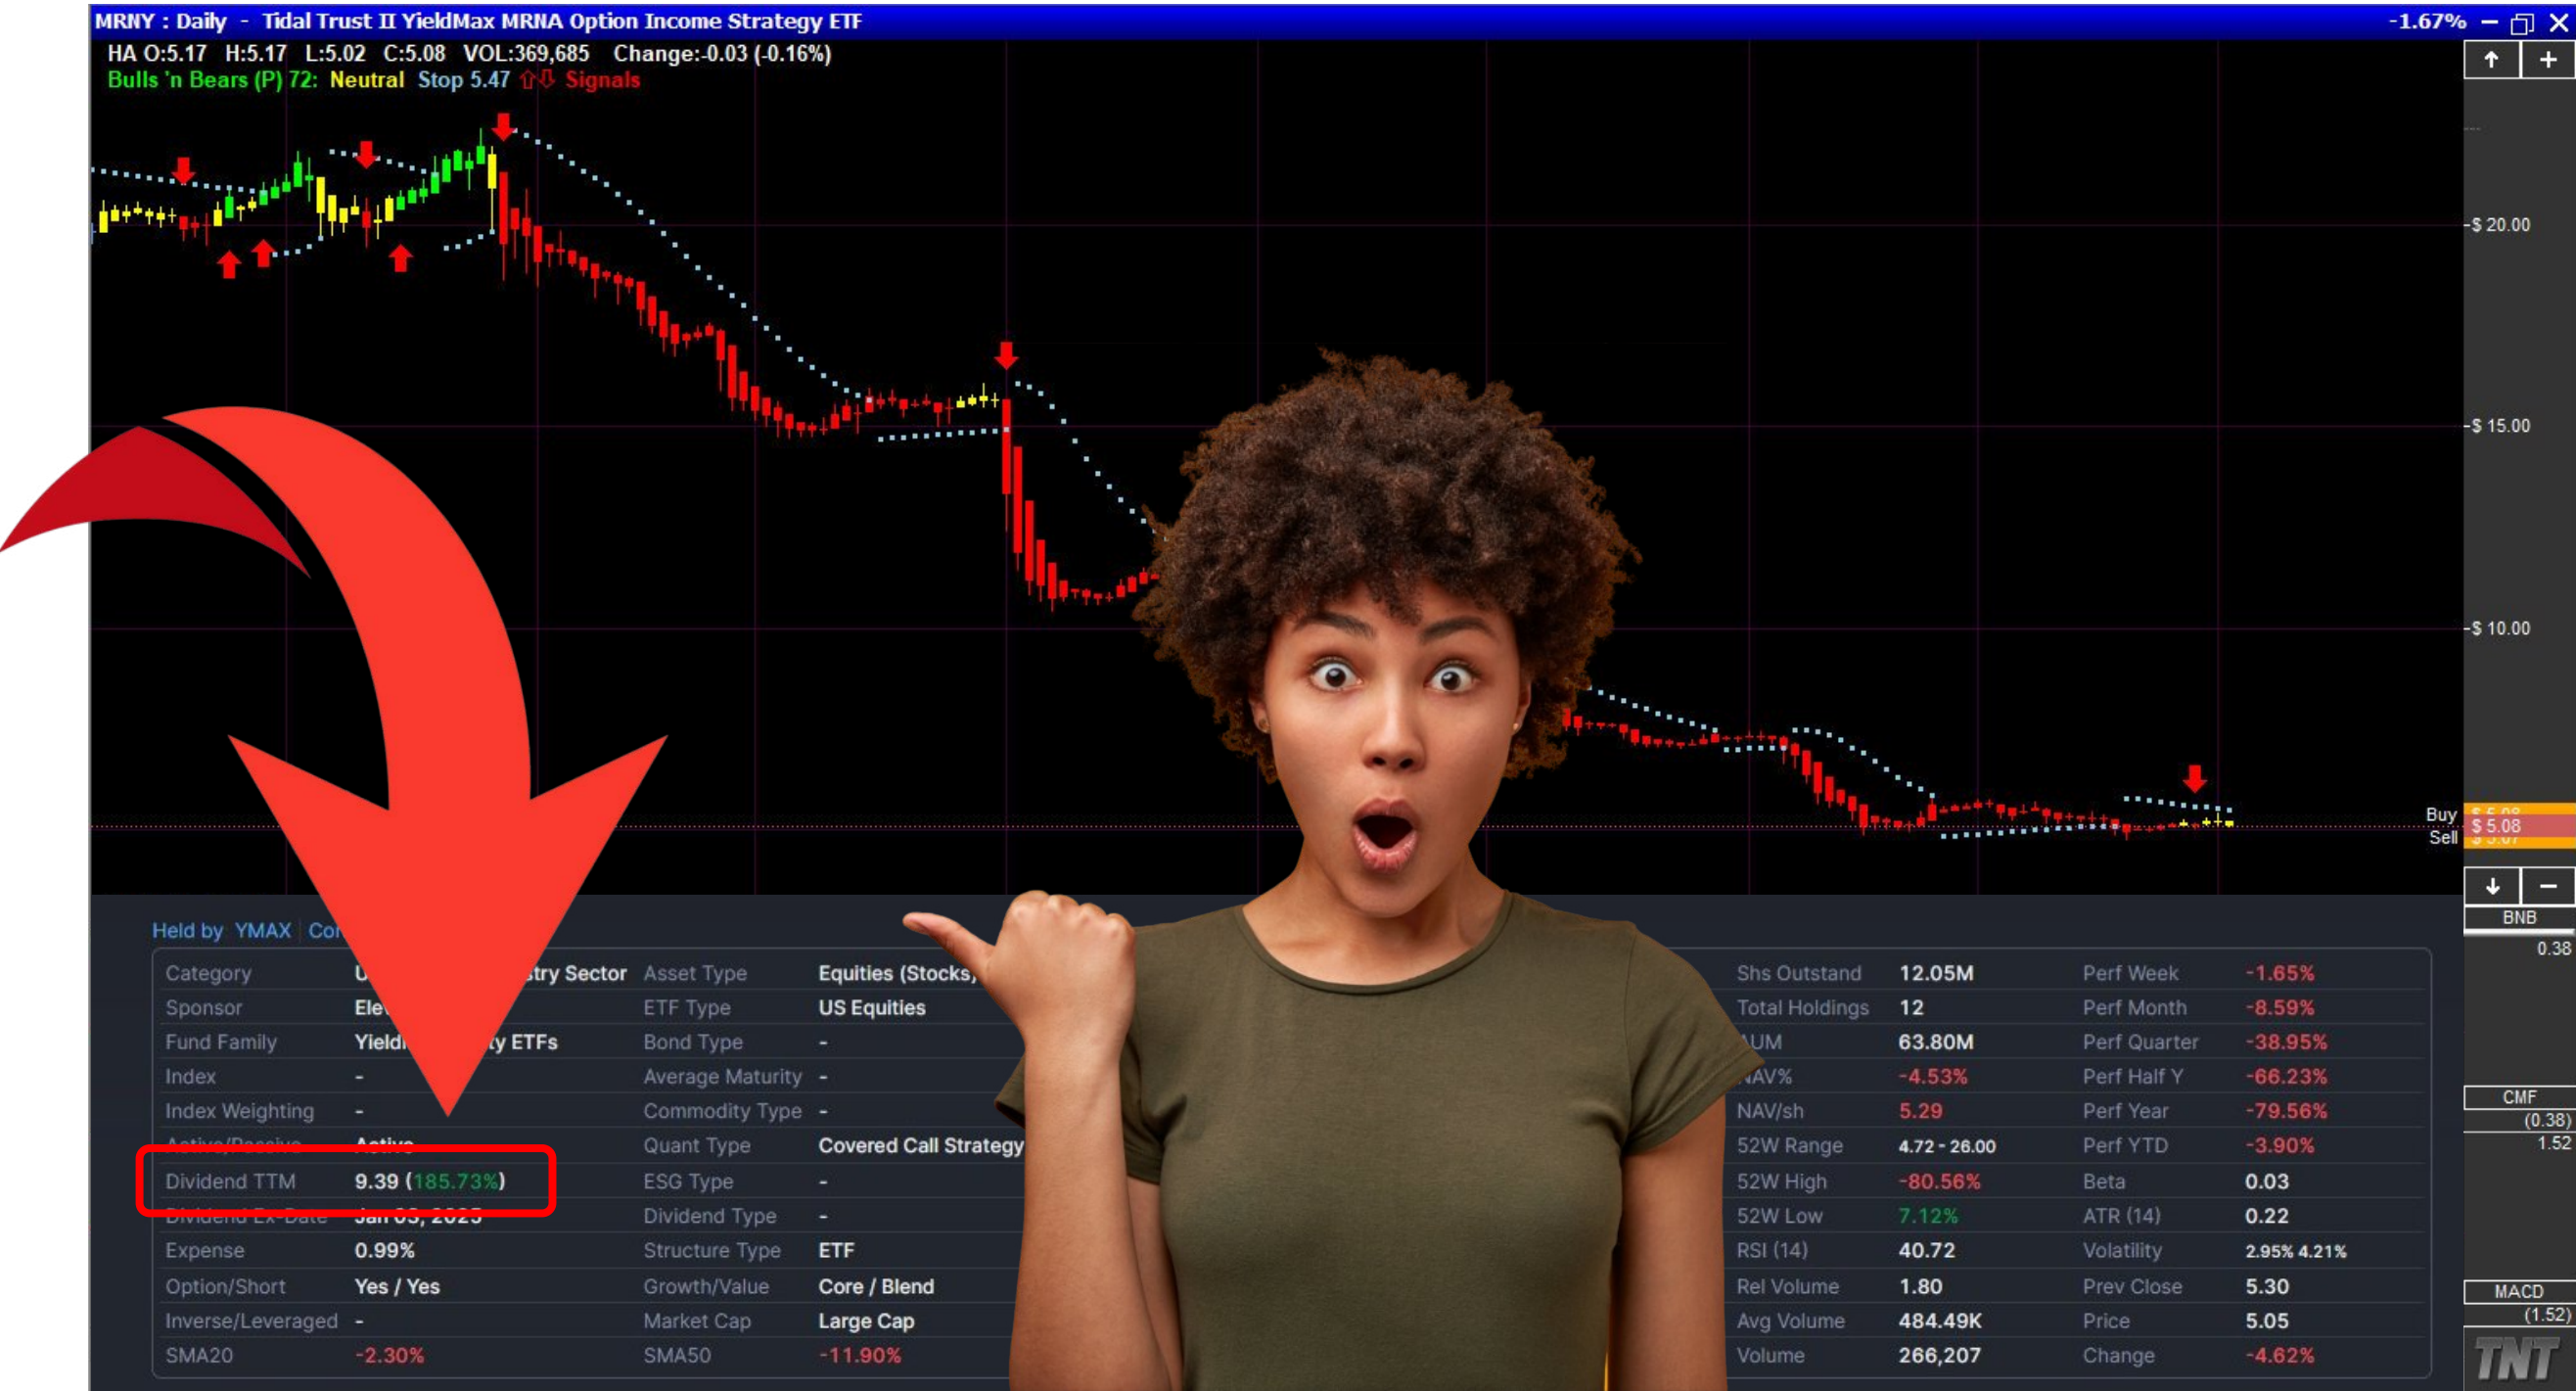 MRNY : Daily - Tidal Trust II YieldMax MRNA Option Income Strategy ETF -1.67%
HA O:5.17 H:5.17 L:5.02 C:5.08 VOL:369,685 Change:-0.03 (-0.16%)
Bulls 'n Bears (P) 72: Neutral Stop 5.47 Signals
-$ 20.00
-$ 15.00
-$ 10.00
Buy
$ 5.08
Sell
BNB
0.38
CMF
(0.38)
1.52
MACD
(1.52)
TNT
Held by YMAX
Category Sector Asset Type Equities (Stocks) Shs Outstand 12.05M Perf Week -1.65%
Sponsor ETF Type US Equities Total Holdings 12 Perf Month -8.59%
Fund Family ETFs Bond Type - AUM 63.80M Perf Quarter -38.95%
Index - Average Maturity - NAV% -4.53% Perf Half Y -66.23%
Index Weighting - Commodity Type - NAV/sh 5.29 Perf Year -79.56%
Active/Passive Active Quant Type Covered Call Strategy 52W Range 4.72 - 26.00 Perf YTD -3.90%
Dividend TTM 9.39 (185.73%) ESG Type - 52W High -80.56% Beta 0.03
Dividend Ex-Date Jan 03, 2025 Dividend Type - 52W Low 7.12% ATR (14) 0.22
Expense 0.99% Structure Type ETF RSI (14) 40.72 Volatility 2.95% 4.21%
Option/Short Yes / Yes Growth/Value Core / Blend Rel Volume 1.80 Prev Close 5.30
Inverse/Leveraged - Market Cap Large Cap Avg Volume 484.49K Price 5.05
SMA20 -2.30% SMA50 -11.90% Volume 266,207 Change -4.62%